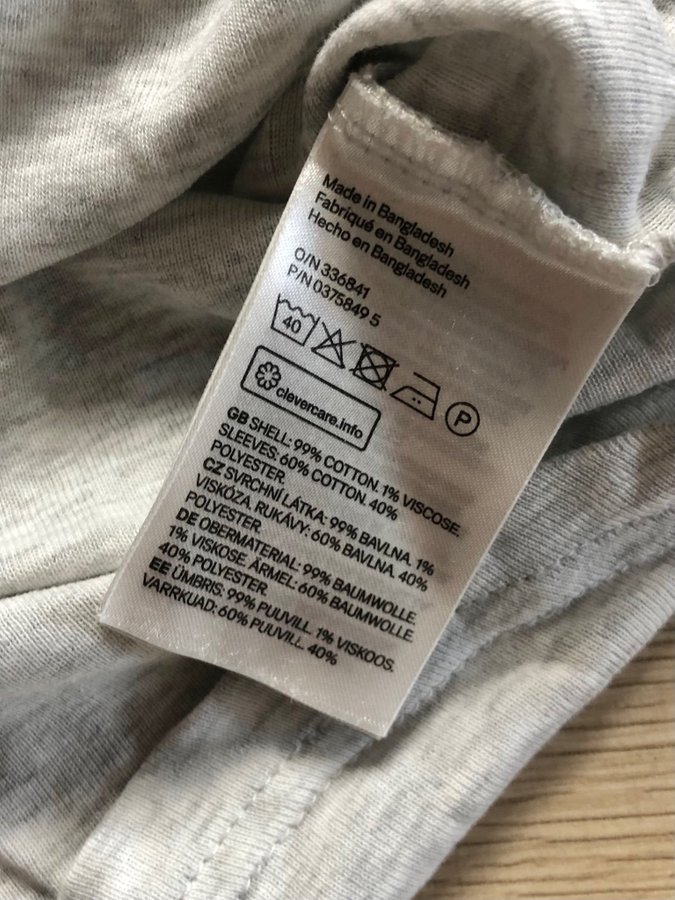 Made in Bangladesh
Fabriqué en Bangladesh
Hecho en Bangladesh
O/N 336841
P/N 0375849 5
40
P
clevercare.info
GB SHELL: 99% COTTON. 1% VISCOSE.
SLEEVES: 60% COTTON. 40%
POLYESTER.
CZ SVRCHNÍ LÁTKA: 99% BAVLNA. 1%
VISKÓZA. RUKÁVY: 60% BAVLNA. 40%
POLYESTER.
DE OBERMATERIAL: 99% BAUMWOLLE.
1% VISKOSE. ÄRMEL: 60% BAUMWOLLE.
40% POLYESTER.
EE ÜMBRIS: 99% PUUVILL. 1% VISKOOS.
VARRKUAD: 60% PUUVILL. 40%